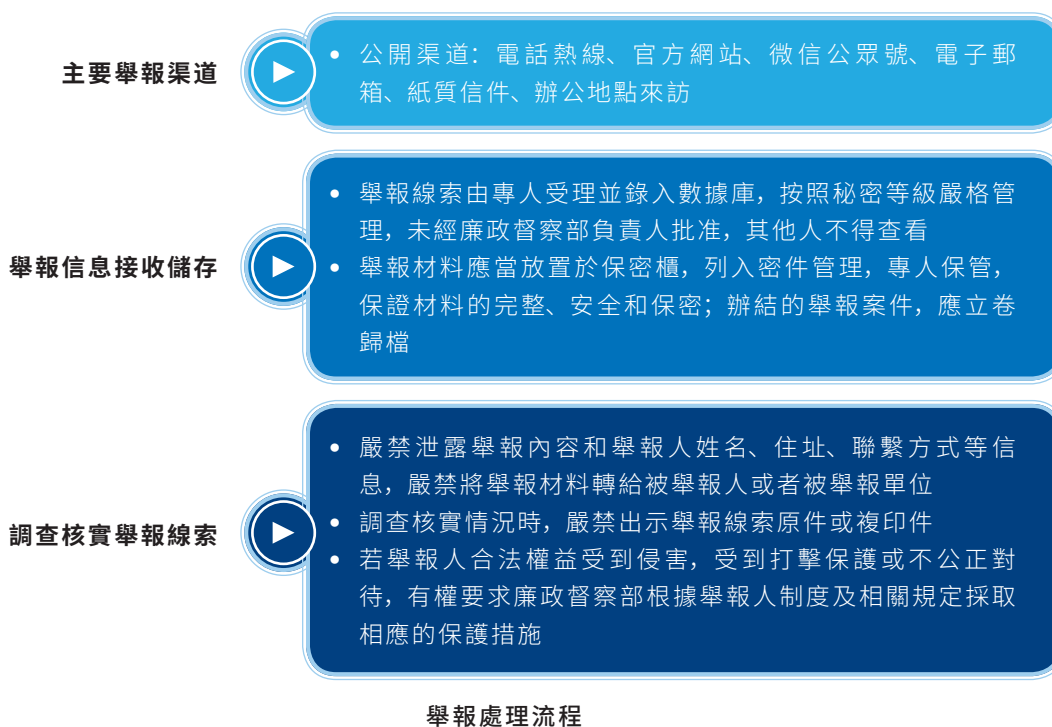 主要舉報渠道
• 公開渠道：電話熱線、官方網站、微信公眾號、電子郵
箱、紙質信件、辦公地點來訪
舉報信息接收儲存
• 舉報線索由專人受理並錄入數據庫，按照秘密等級嚴格管
理，未經廉政督察部負責人批准，其他人不得查看
• 舉報材料應當放置於保密櫃，列入密件管理，專人保管，
保證材料的完整、安全和保密；辦結的舉報案件，應立卷
歸檔
調查核實舉報線索
• 嚴禁泄露舉報內容和舉報人姓名、住址、聯繫方式等信
息，嚴禁將舉報材料轉給被舉報人或者被舉報單位
• 調查核實情況時，嚴禁出示舉報線索原件或複印件
• 若舉報人合法權益受到侵害，受到打擊保護或不公正對
待，有權要求廉政督察部根據舉報人制度及相關規定採取
相應的保護措施
舉報處理流程